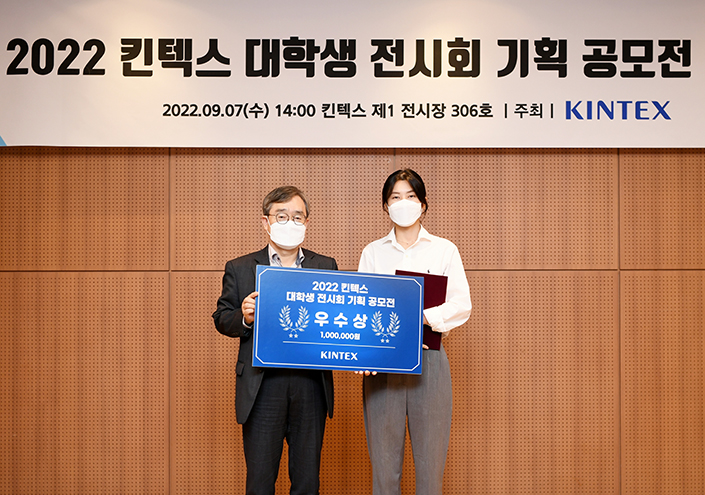 2022 킨텍스 대학생 전시회 기획 공모전
2022.09.07(수) 14:00 킨텍스 제1 전시장 306호 | 주최 | KINTEX
2022 킨텍스
대학생 전시회 기획 공모전
우수상
1,000,000원
KINTEX